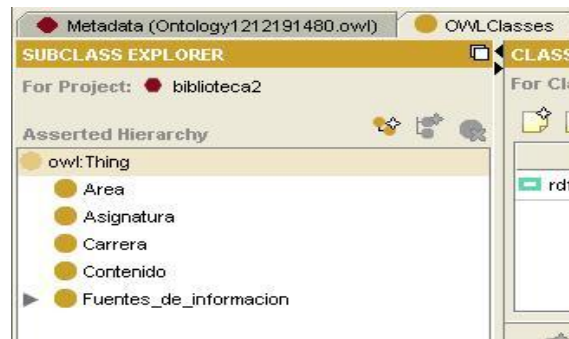 Metadata (Ontology1212191480.owl)
OWLClasses
SUBCLASS EXPLORER
CLASS
For Project: biblioteca2
For Cl
Asserted Hierarchy
owl:Thing
rdf
Area
Asignatura
Carrera
Contenido
Fuentes_de_informacion